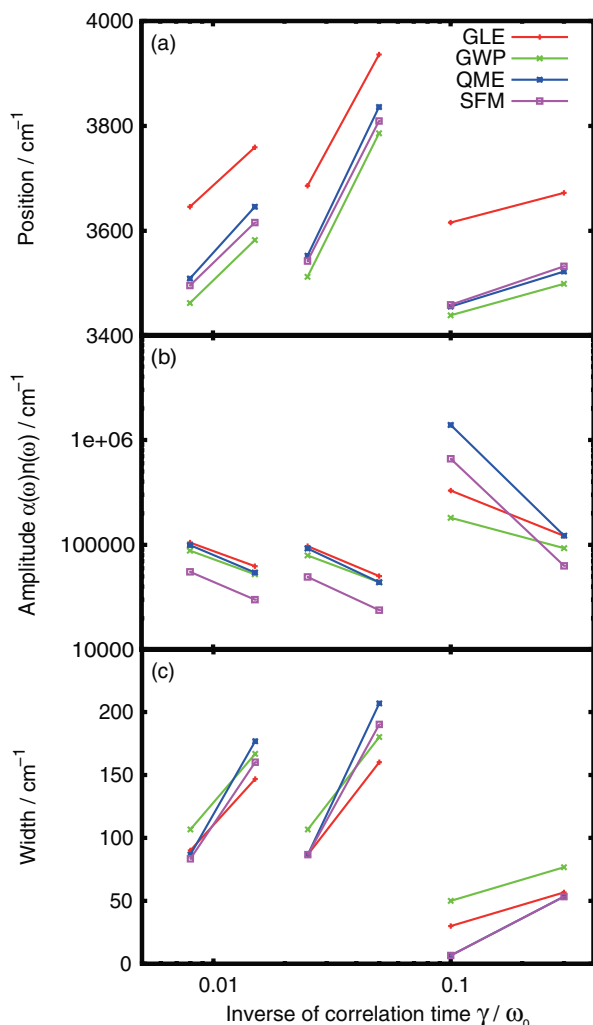 (a)
GLE
GWP
QME
SFM
4000
3800
3600
3400
Position / cm⁻¹
(b)
1e+06
100000
10000
Amplitude α(ω)n(ω) / cm⁻¹
(c)
200
150
100
50
0
Width / cm⁻¹
0.01
0.1
Inverse of correlation time γ / ω₀